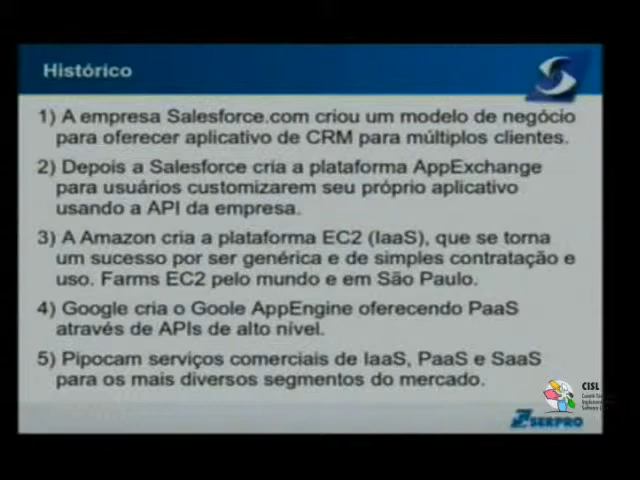 Histórico
1) A empresa Salesforce.com criou um modelo de negócio
para oferecer aplicativo de CRM para múltiplos clientes.
2) Depois a Salesforce cria a plataforma AppExchange
para usuários customizarem seu próprio aplicativo
usando a API da empresa.
3) A Amazon cria a plataforma EC2 (IaaS), que se torna
um sucesso por ser genérica e de simples contratação e
uso. Farms EC2 pelo mundo e em São Paulo.
4) Google cria o Goole AppEngine oferecendo PaaS
através de APIs de alto nível.
5) Pipocam serviços comerciais de IaaS, PaaS e SaaS
para os mais diversos segmentos do mercado.
CISL
SERPRO